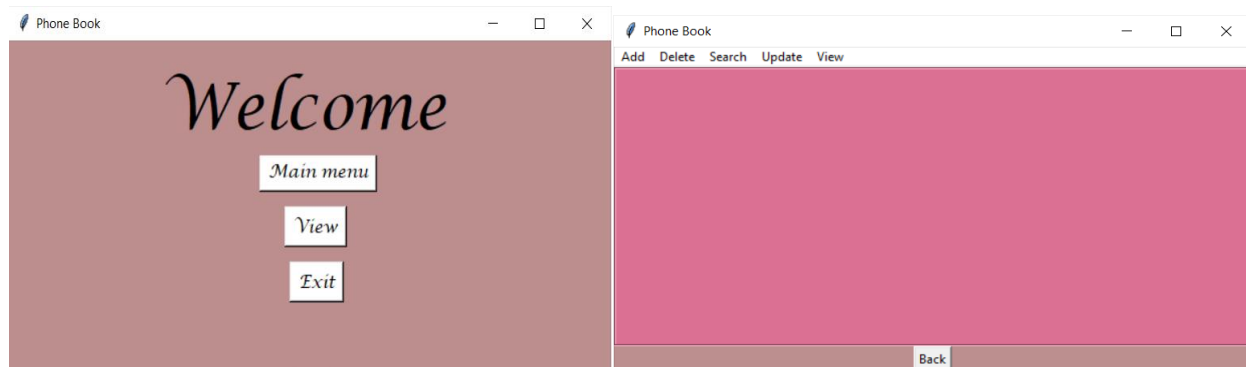 Phone Book
Welcome
Main menu
View
Exit
Phone Book
Add Delete Search Update View
Back